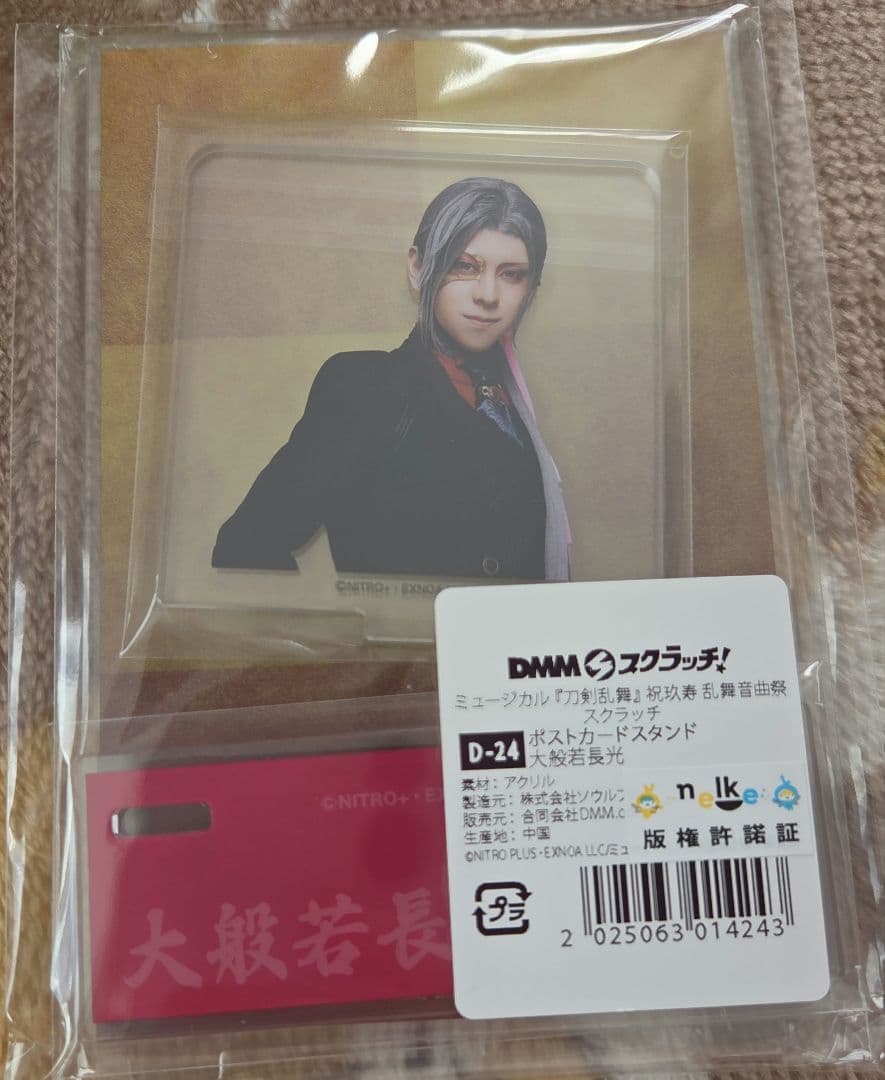 ©NITRO+・EXNOA
DMM スクラッチ!
ミュージカル『刀剣乱舞』祝玖寿 乱舞音曲祭
スクラッチ
D-24 ポストカードスタンド
大般若長光
素材：アクリル
製造元：株式会社ソウル
販売元：合同会社DMM.c
生産地：中国
©NITRO PLUS・EXNOA LLC/ミュ
nelke
版権許諾証
©NITRO+・EX
大般若長
プラ
2 025063 014243